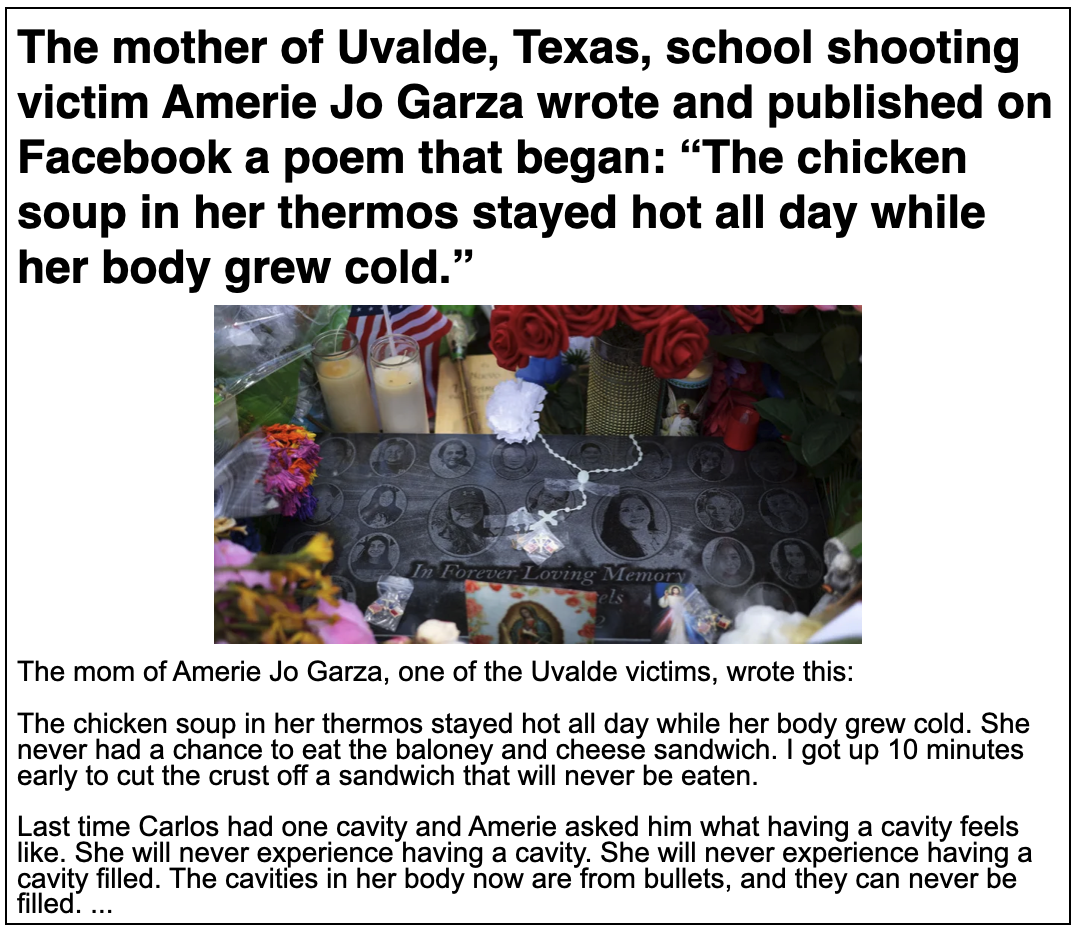 The mother of Uvalde, Texas, school shooting
victim Amerie Jo Garza wrote and published on
Facebook a poem that began: “The chicken
soup in her thermos stayed hot all day while
her body grew cold.”
In Forever Loving Memory
The mom of Amerie Jo Garza, one of the Uvalde victims, wrote this:
The chicken soup in her thermos stayed hot all day while her body grew cold. She
never had a chance to eat the baloney and cheese sandwich. I got up 10 minutes
early to cut the crust off a sandwich that will never be eaten.
Last time Carlos had one cavity and Amerie asked him what having a cavity feels
like. She will never experience having a cavity. She will never experience having a
cavity filled. The cavities in her body now are from bullets, and they can never be
filled. ...